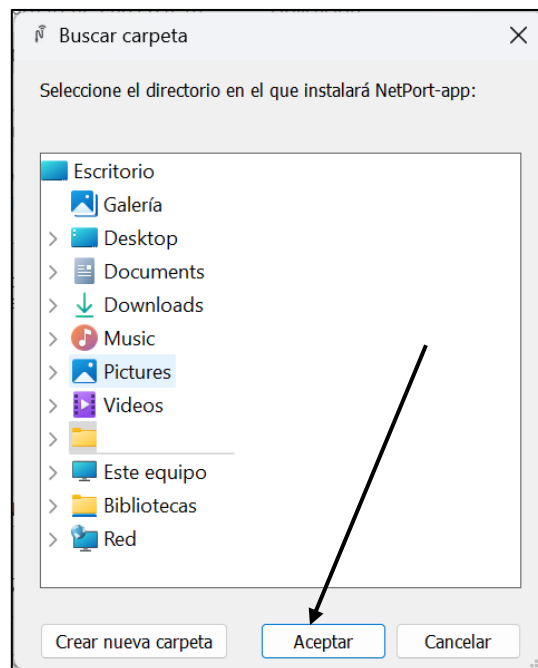 Buscar carpeta
Seleccione el directorio en el que instalará NetPort-app:
Escritorio
Galería
Desktop
Documents
Downloads
Music
Pictures
Videos
Este equipo
Bibliotecas
Red
Crear nueva carpeta Aceptar Cancelar